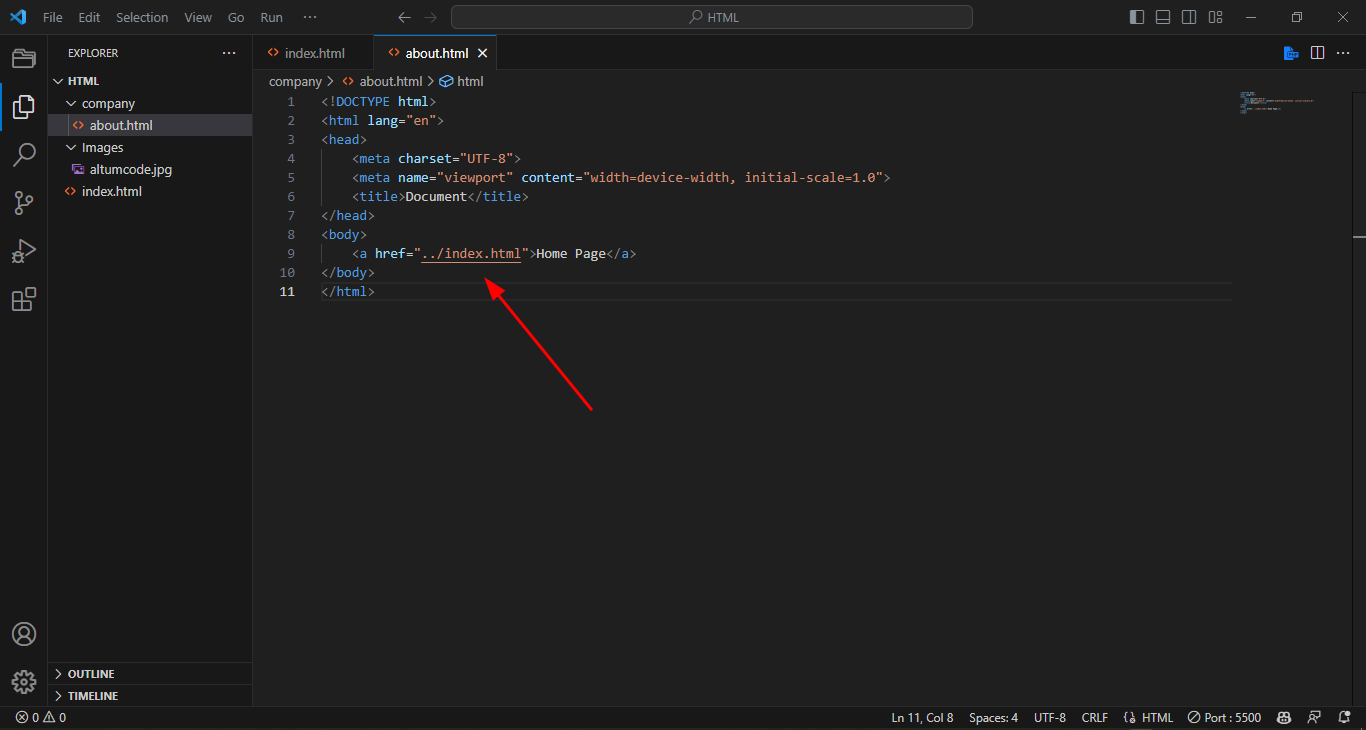 File Edit Selection View Go Run ··· HTML
EXPLORER ···
HTML
company
about.html
Images
altumcode.jpg
index.html
OUTLINE
TIMELINE
index.html about.html
company > about.html > html
1 <!DOCTYPE html>
2 <html lang="en">
3 <head>
4 <meta charset="UTF-8">
5 <meta name="viewport" content="width=device-width, initial-scale=1.0">
6 <title>Document</title>
7 </head>
8 <body>
9 <a href="../index.html">Home Page</a>
10 </body>
11 </html>
0 0 Ln 11, Col 8 Spaces: 4 UTF-8 CRLF HTML Port : 5500